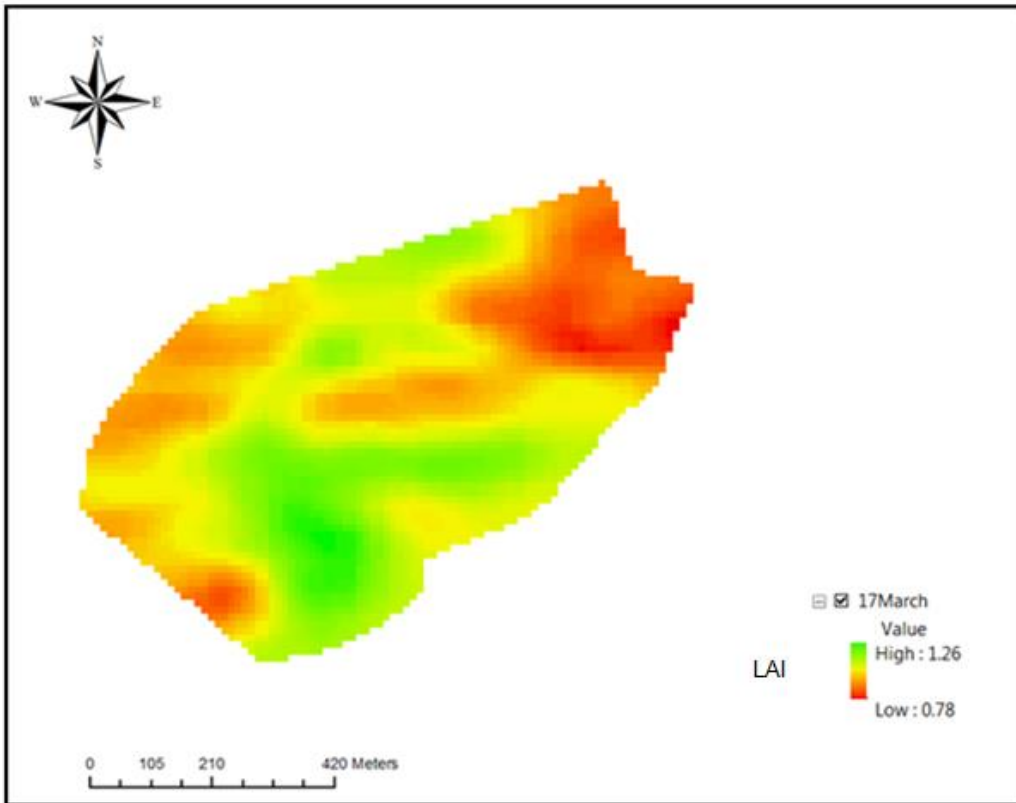 N
W E
S
17March
Value
High : 1.26
LAI
Low : 0.78
0 105 210 420 Meters